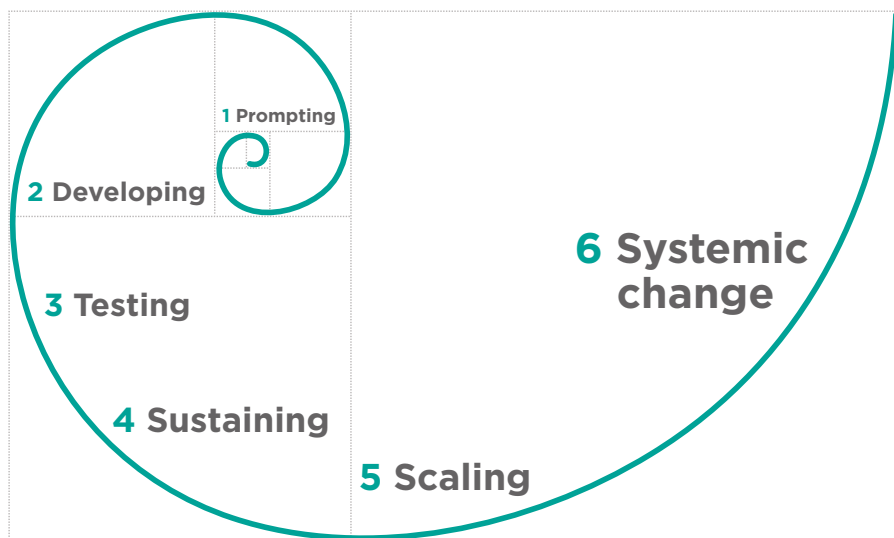 1 Prompting
2 Developing
3 Testing
4 Sustaining
5 Scaling
6 Systemic
change